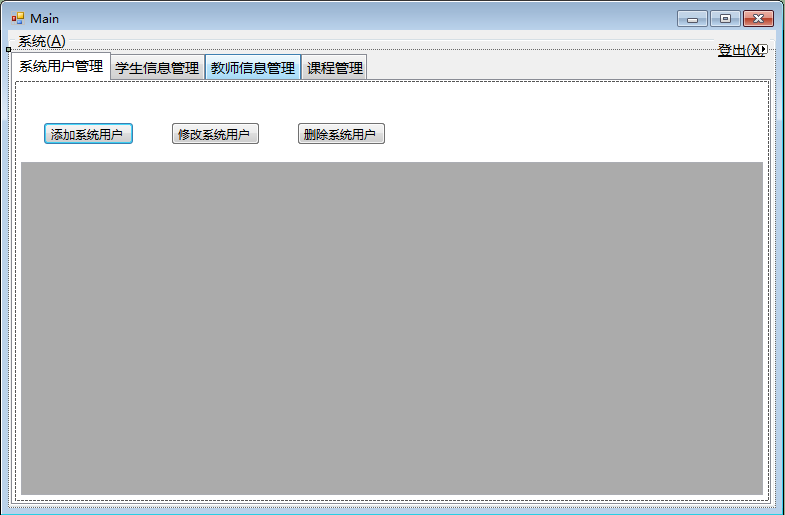 Main
系统(A)
登出(X)
系统用户管理 学生信息管理 教师信息管理 课程管理
添加系统用户 修改系统用户 删除系统用户